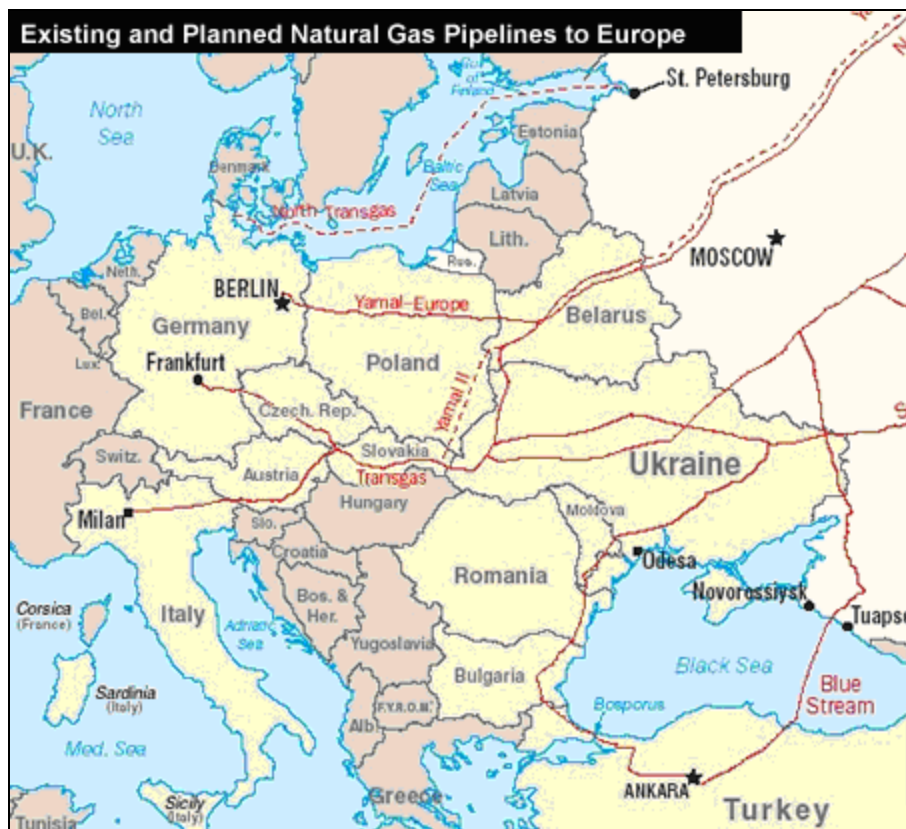 Existing and Planned Natural Gas Pipelines to Europe
North
Sea
Gulf
of
Finland
St. Petersburg
U.K.
Denmark
Estonia
Baltic
Sea
Latvia
North Transgas
Lith.
Rus.
MOSCOW
Neth.
BERLIN
Yamal-Europe
Belarus
Bel.
Germany
Lux.
Frankfurt
Poland
Yamal II
France
Czech. Rep.
Slovakia
Switz.
Austria
Transgas
Ukraine
Hungary
Milan
Moldova
Slo.
Croatia
Odesa
Romania
Bos. &
Her.
Novorossiysk
Corsica
(France)
Italy
Adriatic
Sea
Tuapse
Yugoslavia
Black Sea
Bulgaria
Blue
Stream
Sardinia
(Italy)
F.Y.R.O.M.
Bosporus
Alb.
Med. Sea
ANKARA
Greece
Sicily
(Italy)
Turkey
Tunisia